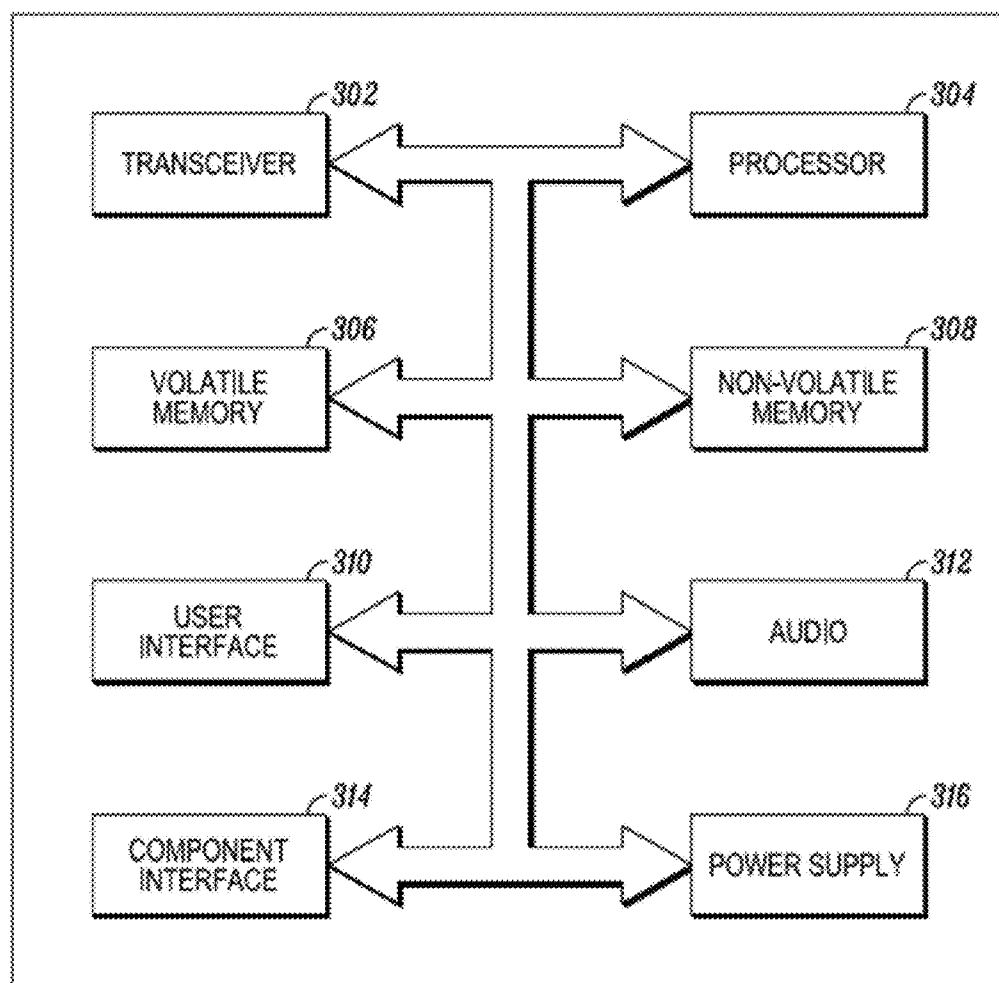 302
304
TRANSCEIVER
PROCESSOR
306
308
VOLATILE
MEMORY
NON-VOLATILE
MEMORY
310
312
USER
INTERFACE
AUDIO
314
316
COMPONENT
INTERFACE
POWER SUPPLY